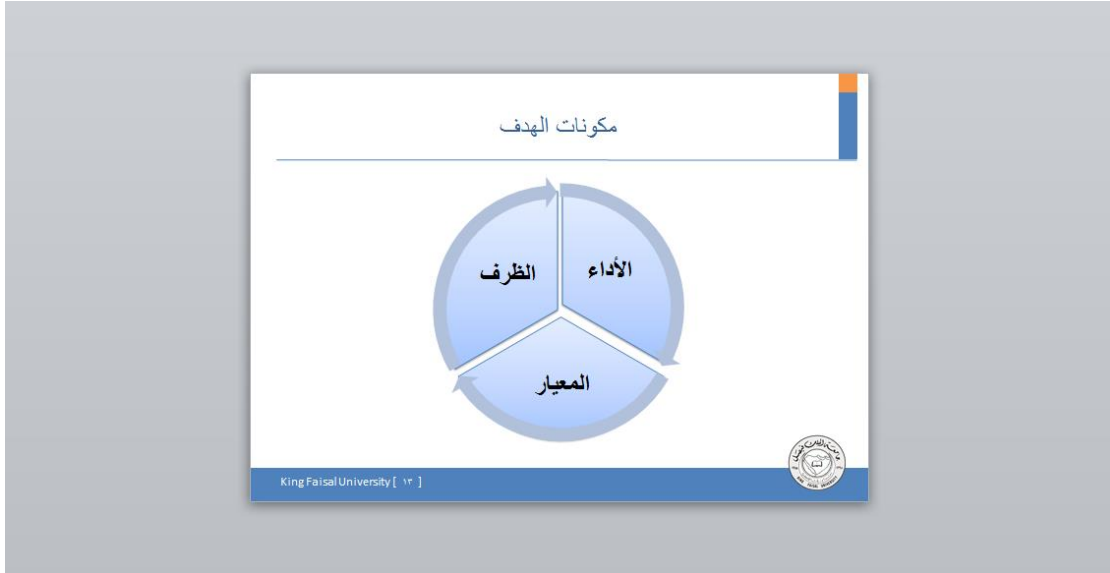 مكونات الهدف
الأداء
الظرف
المعيار
King Faisal University [ ١٣ ]